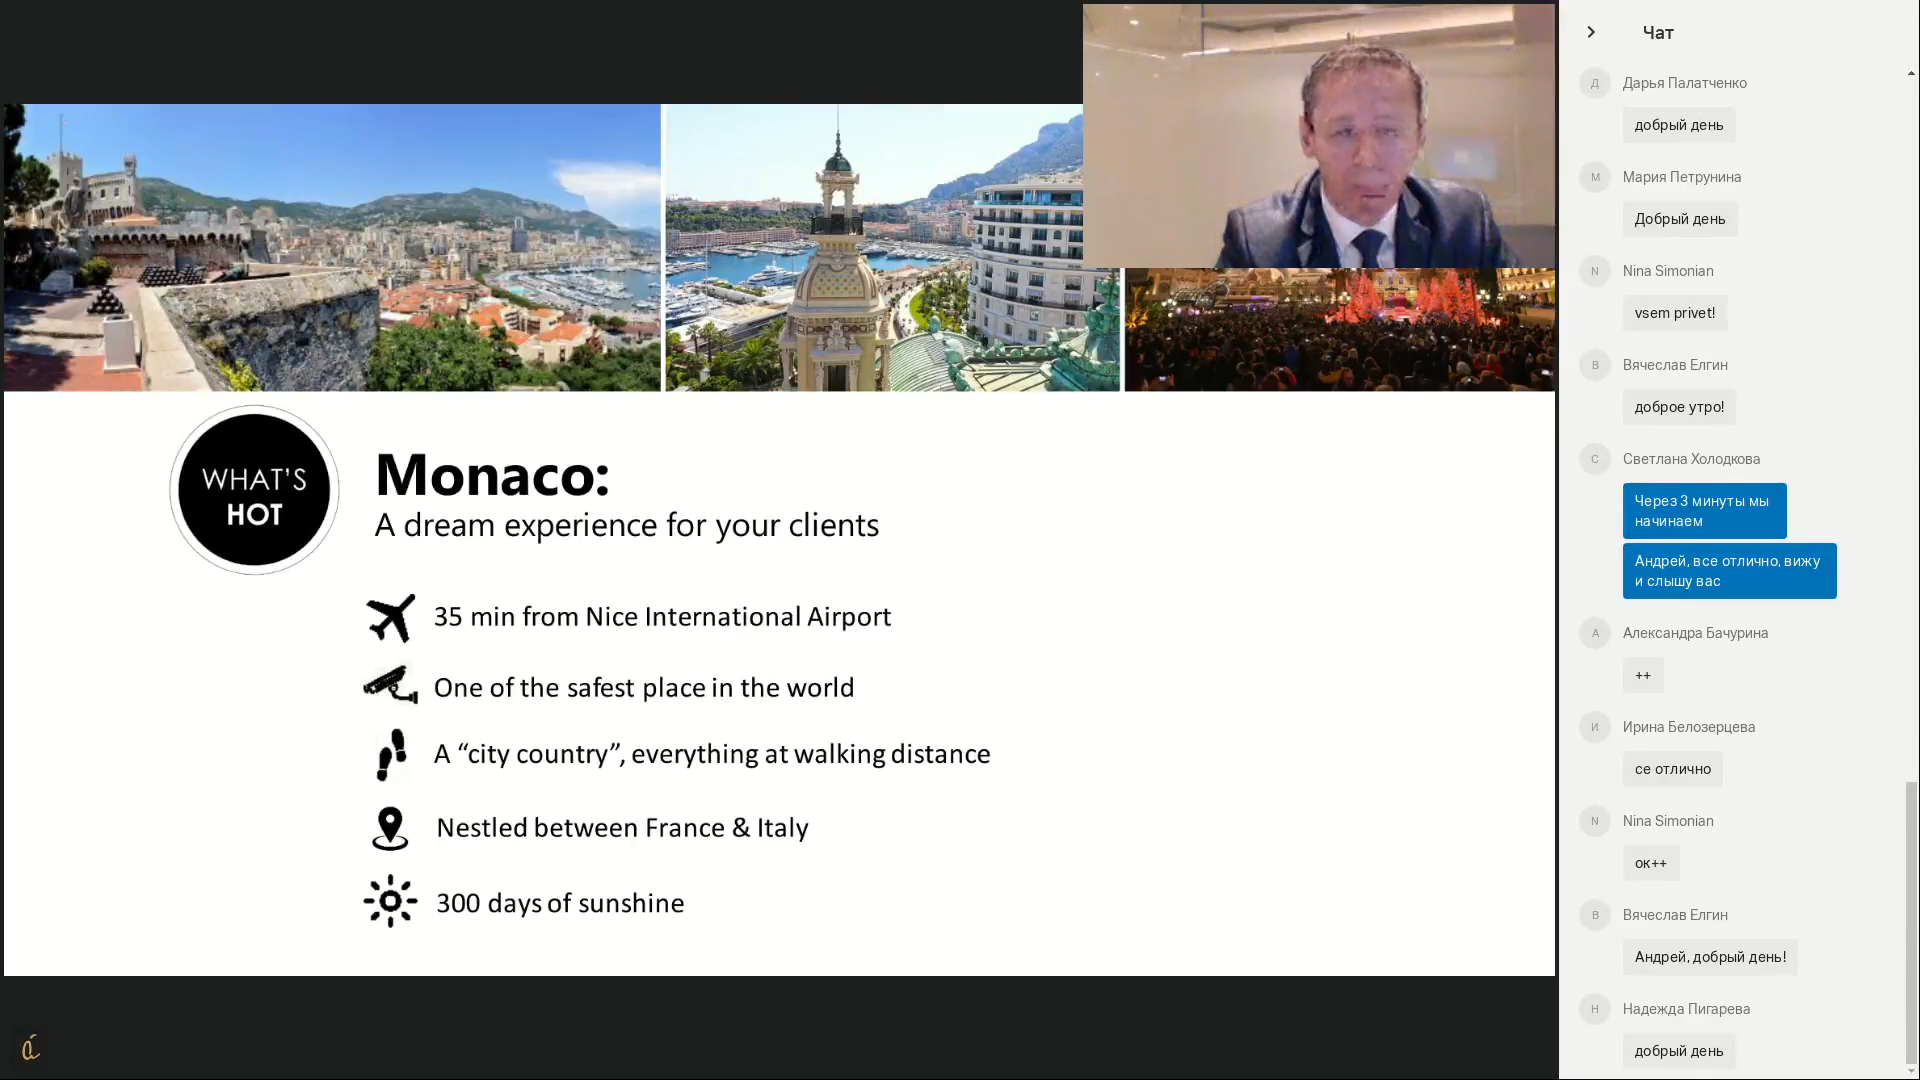 WHAT'S
HOT
Monaco:
A dream experience for your clients
35 min from Nice International Airport
One of the safest place in the world
A “city country”, everything at walking distance
Nestled between France & Italy
300 days of sunshine
á
Чат
Д
Дарья Палатченко
добрый день
М
Мария Петрунина
Добрый день
N
Nina Simonian
vsem privet!
В
Вячеслав Елгин
доброе утро!
С
Светлана Холодкова
Через 3 минуты мы
начинаем
Андрей, все отлично, вижу
и слышу вас
А
Александра Бачурина
++
И
Ирина Белозерцева
се отлично
N
Nina Simonian
ок++
В
Вячеслав Елгин
Андрей, добрый день!
Н
Надежда Пигарева
добрый день